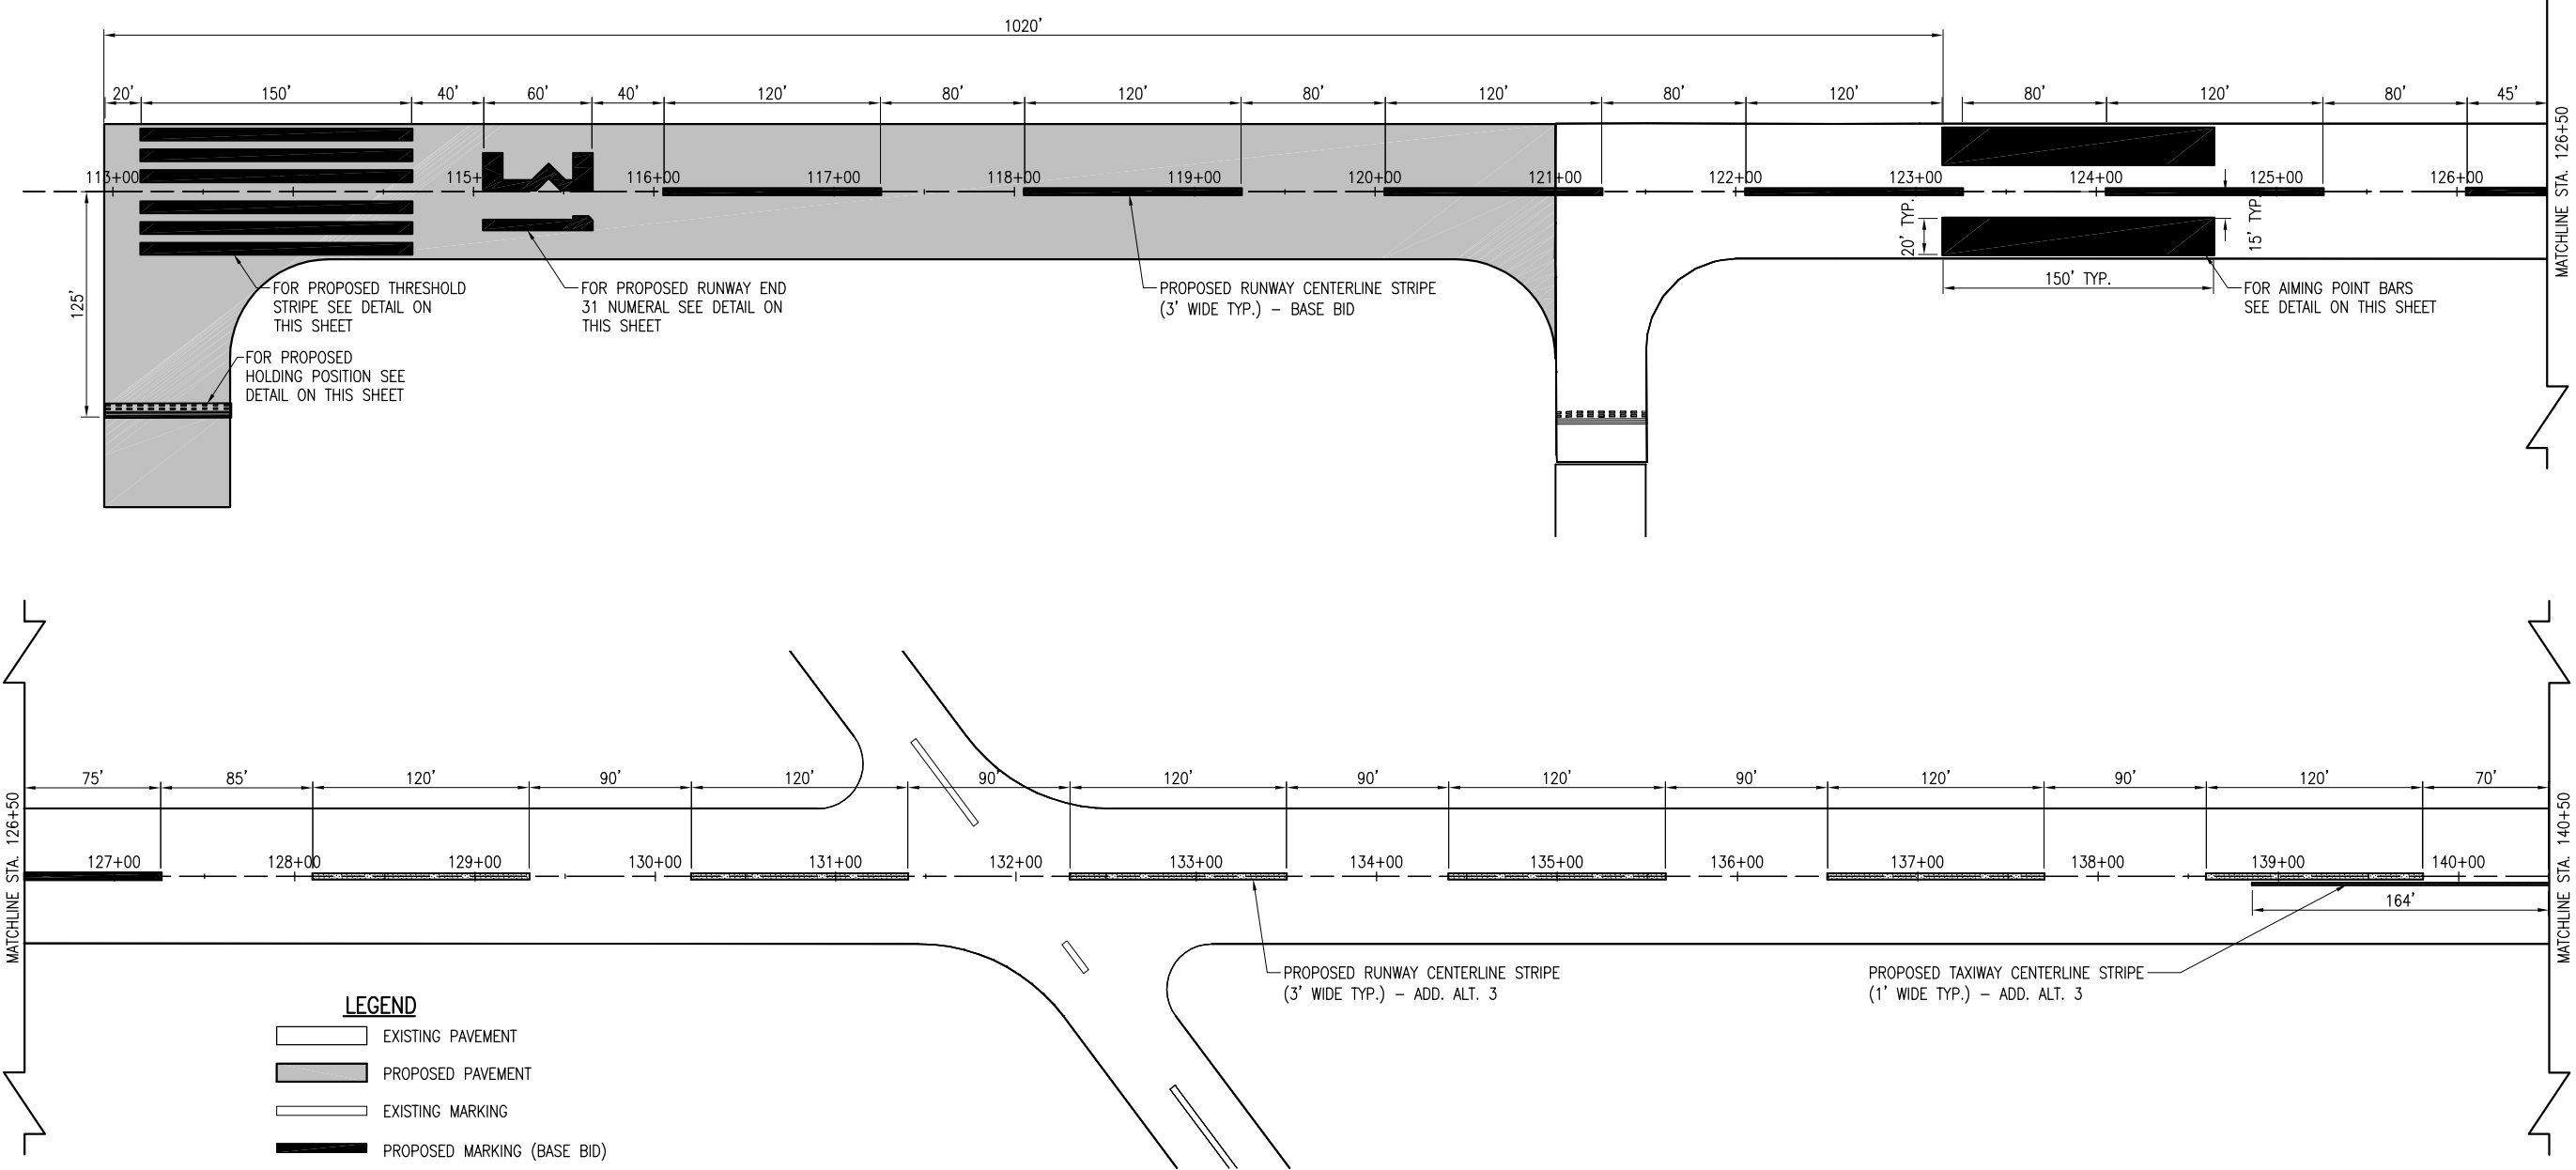 1020'
20' 150' 40' 60' 40' 120' 80' 120' 80' 120' 80' 120' 80' 120' 80' 45'
113+00 115+ 116+00 117+00 118+00 119+00 120+00 121+00 122+00 123+00 124+00 125+00 126+00
MATCHLINE STA. 126+50
125'
20' TYP.
15' TYP.
150' TYP.
FOR PROPOSED THRESHOLD
STRIPE SEE DETAIL ON
THIS SHEET
FOR PROPOSED RUNWAY END
31 NUMERAL SEE DETAIL ON
THIS SHEET
PROPOSED RUNWAY CENTERLINE STRIPE
(3' WIDE TYP.) – BASE BID
FOR AIMING POINT BARS
SEE DETAIL ON THIS SHEET
FOR PROPOSED
HOLDING POSITION SEE
DETAIL ON THIS SHEET
75' 85' 120' 90' 120' 90' 120' 90' 120' 90' 120' 90' 120' 70'
MATCHLINE STA. 126+50
127+00 128+00 129+00 130+00 131+00 132+00 133+00 134+00 135+00 136+00 137+00 138+00 139+00 140+00
MATCHLINE STA. 140+50
164'
PROPOSED RUNWAY CENTERLINE STRIPE
(3' WIDE TYP.) – ADD. ALT. 3
PROPOSED TAXIWAY CENTERLINE STRIPE
(1' WIDE TYP.) – ADD. ALT. 3
LEGEND
EXISTING PAVEMENT
PROPOSED PAVEMENT
EXISTING MARKING
PROPOSED MARKING (BASE BID)